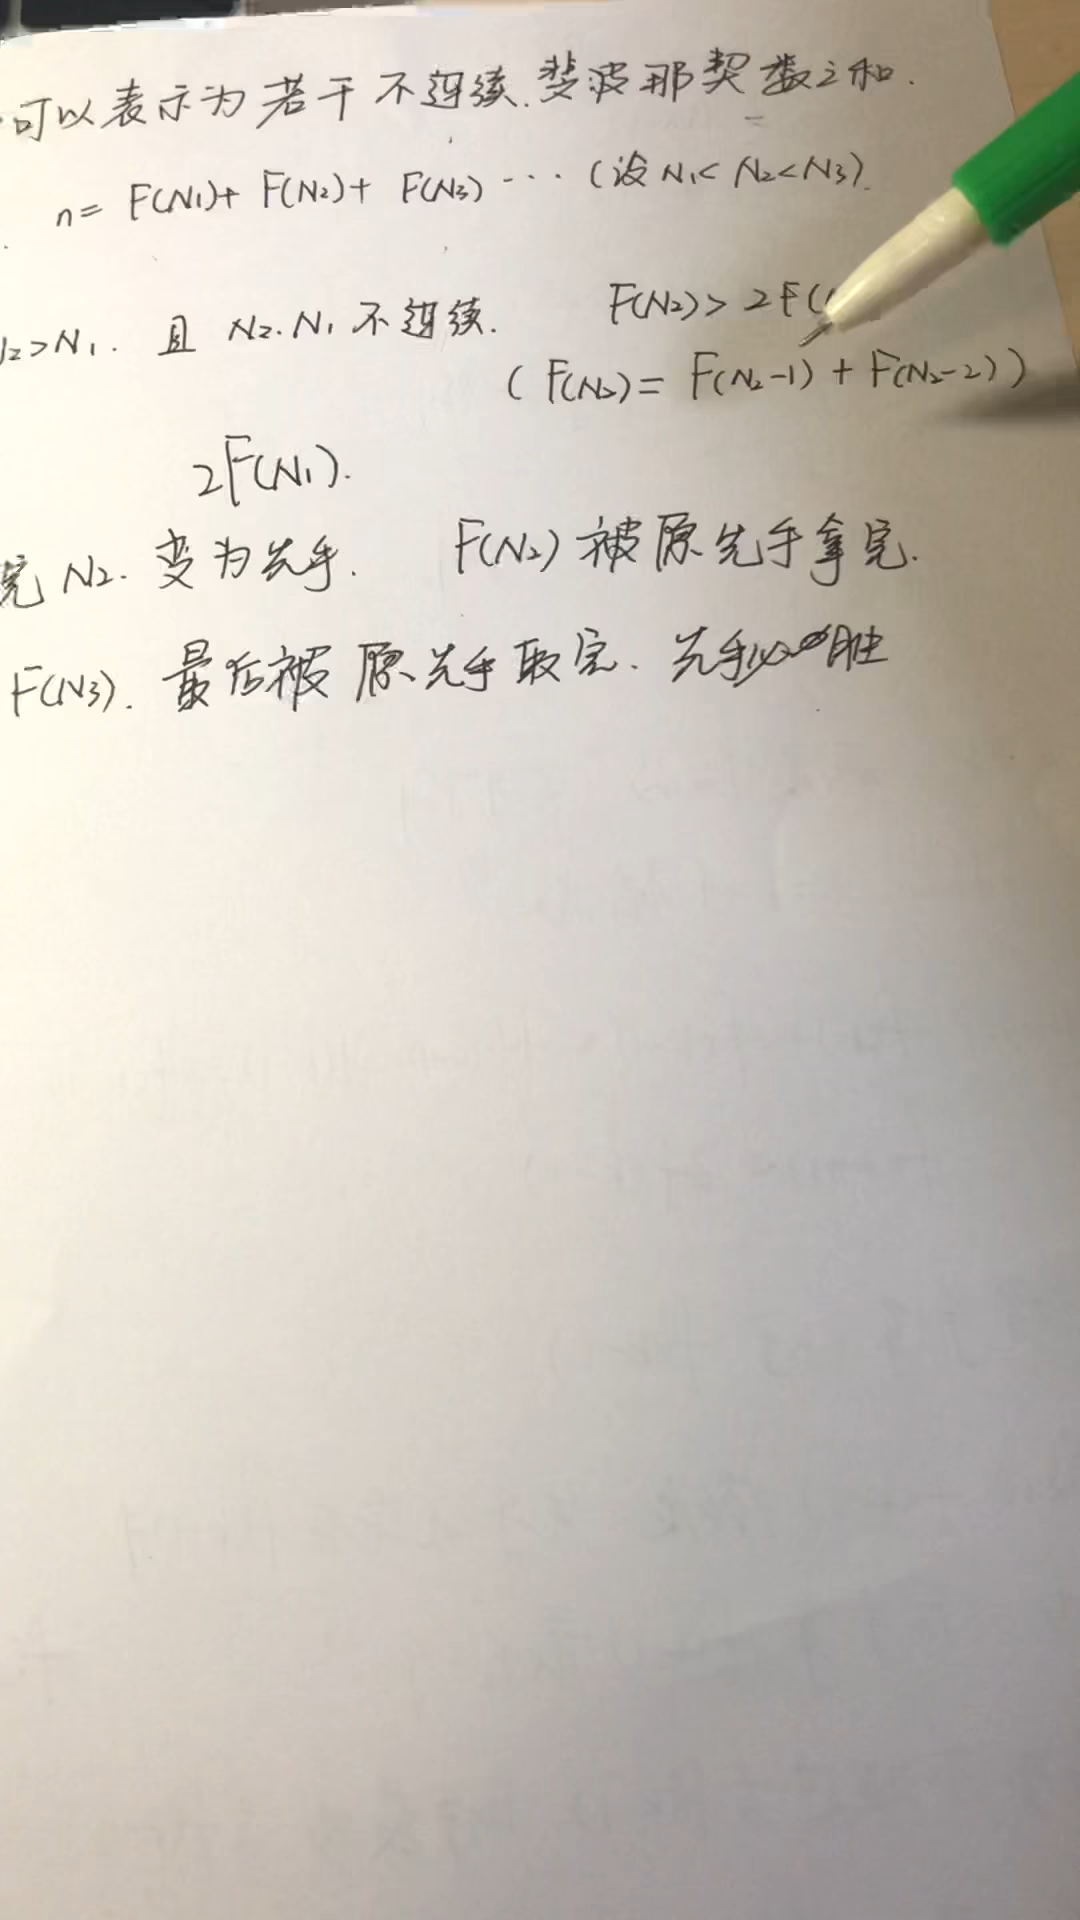 可以表示为若干不连续.斐波那契数之和.
n= F(N₁)+ F(N₂)+ F(N₃) ··· (设 N₁< N₂<N₃).
₂>N₁. 且 N₂.N₁ 不连续. F(N₂)> 2F(
( F(N₂)= F(N₂-1) + F(N₂-2) )
2F(N₁).
完 N₂. 变为先手. F(N₂) 被原先手拿完.
F(N₃). 最后被原先手取完. 先手必胜